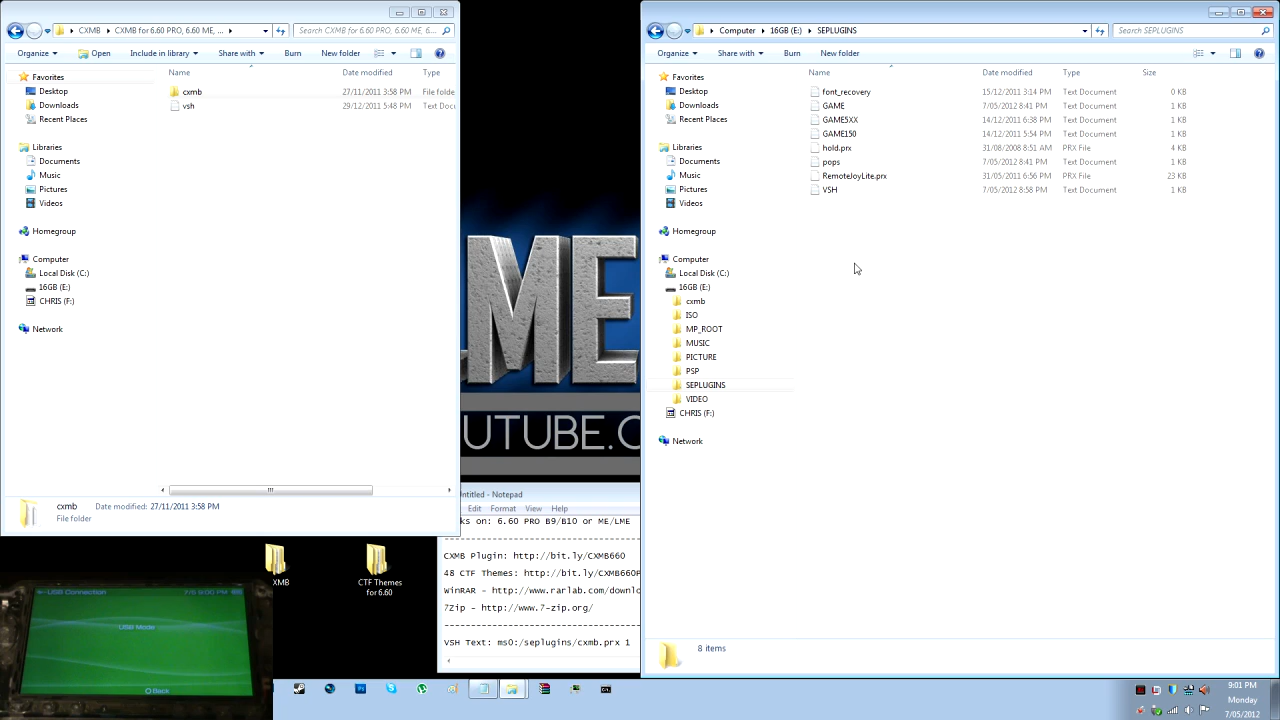 CXMB
CXMB for 6.60 PRO, 6.60 ME, ...
Search CXMB for 6.60 PRO, 6.60 ME, 6....
Organize
Open
Include in library
Share with
Burn
New folder
Name
Date modified
Type
Favorites
Desktop
Downloads
Recent Places
Libraries
Documents
Music
Pictures
Videos
Homegroup
Computer
Local Disk (C:)
16GB (E:)
CHRIS (F:)
Network
cxmb 27/11/2011 3:58 PM File folde
vsh 29/12/2011 5:48 PM Text Docu
cxmb Date modified: 27/11/2011 3:58 PM
File folder
Computer
16GB (E:)
SEPLUGINS
Search SEPLUGINS
Organize
Share with
Burn
New folder
Name
Date modified
Type
Size
Favorites
Desktop
Downloads
Recent Places
Libraries
Documents
Music
Pictures
Videos
Homegroup
Computer
Local Disk (C:)
16GB (E:)
cxmb
ISO
MP_ROOT
MUSIC
PICTURE
PSP
SEPLUGINS
VIDEO
CHRIS (F:)
Network
font_recovery 15/12/2011 3:14 PM Text Document 0 KB
GAME 7/05/2012 8:41 PM Text Document 1 KB
GAME5XX 14/12/2011 6:38 PM Text Document 1 KB
GAME150 14/12/2011 5:54 PM Text Document 1 KB
hold.prx 31/08/2008 8:51 AM PRX File 4 KB
pops 7/05/2012 8:41 PM Text Document 1 KB
RemoteJoyLite.prx 31/05/2011 6:56 PM PRX File 23 KB
VSH 7/05/2012 8:58 PM Text Document 1 KB
8 items
ME
UTUBE.C
ntitled - Notepad
Edit Format View Help
ks on: 6.60 PRO B9/B10 or ME/LME
CXMB Plugin: http://bit.ly/CXMB660
48 CTF Themes: http://bit.ly/CXMB660P
WinRAR - http://www.rarlab.com/downlo
7Zip - http://www.7-zip.org/
VSH Text: ms0:/seplugins/cxmb.prx 1
XMB
CTF Themes
for 6.60
USB Connection
7/5 9:00 PM
USB Mode
Back
9:01 PM
Monday
7/05/2012